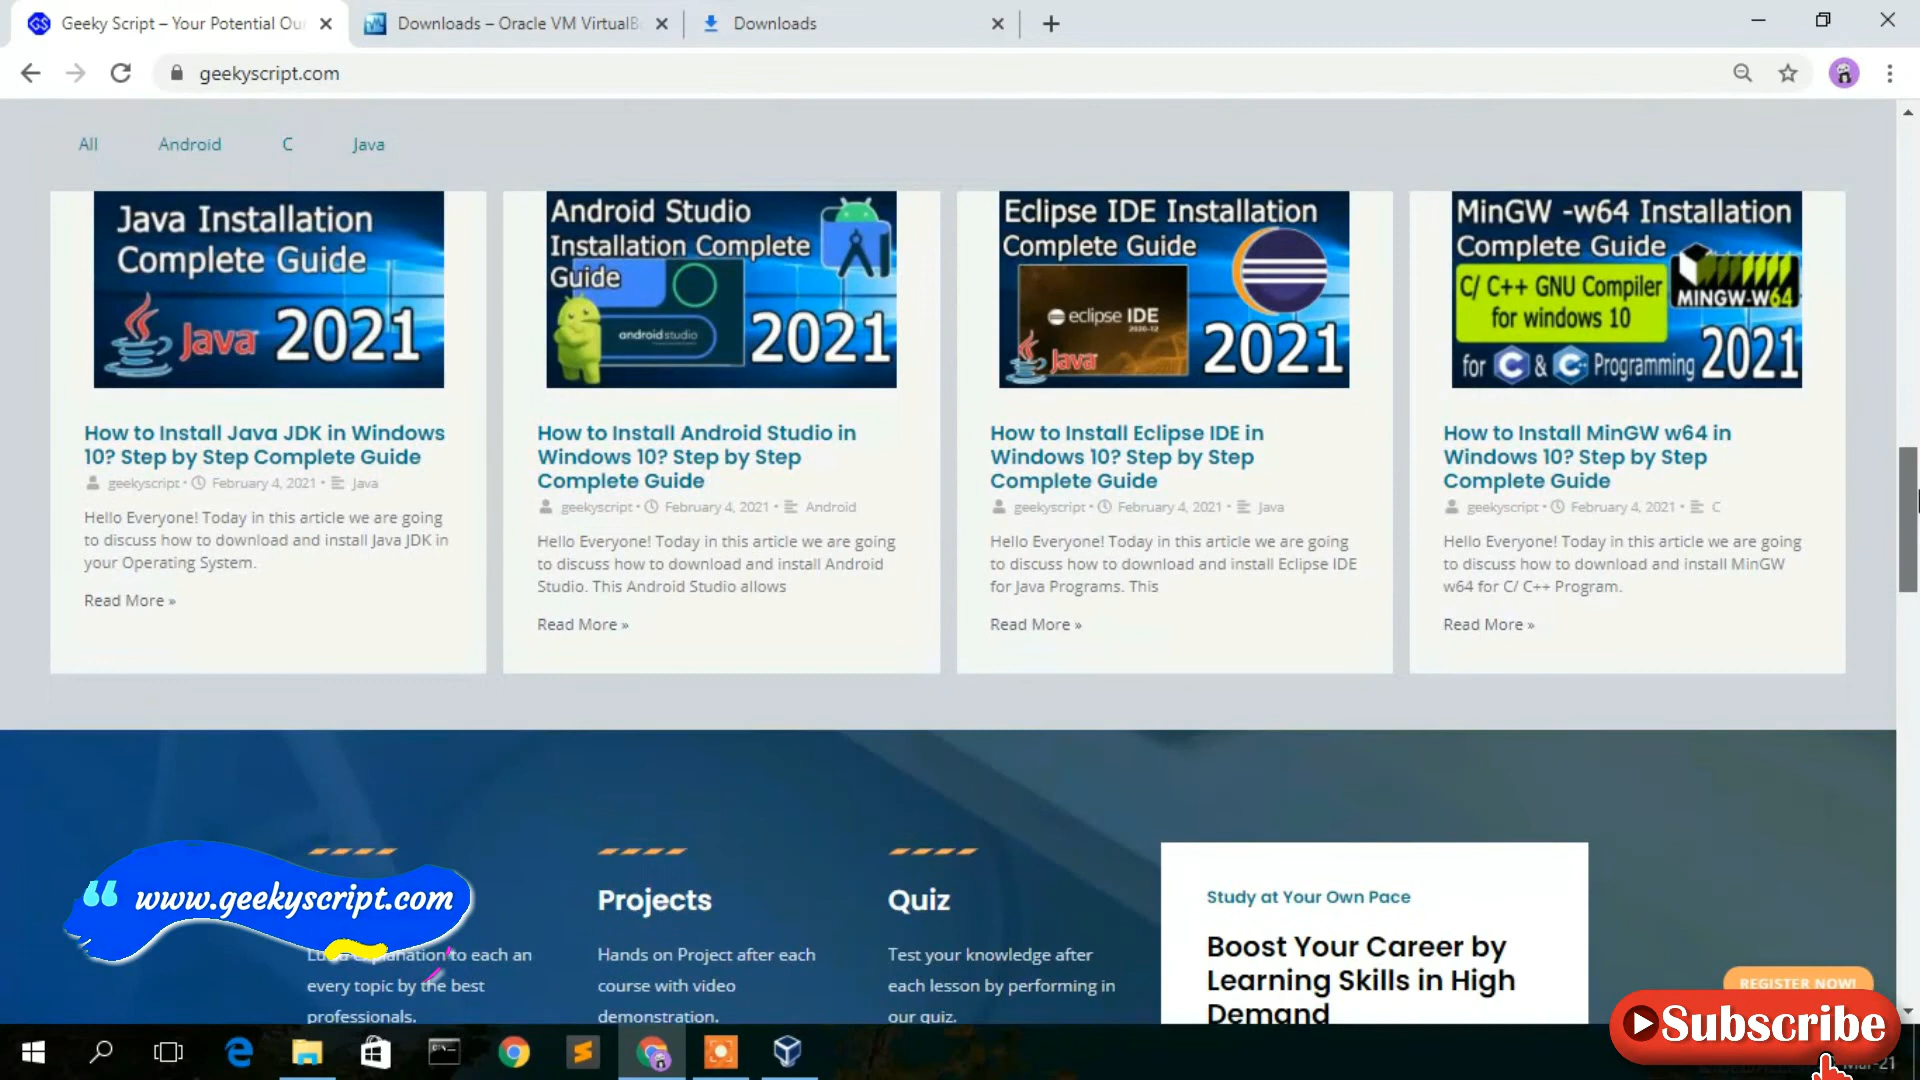 Geeky Script – Your Potential Our
Downloads – Oracle VM VirtualB
Downloads
geekyscript.com
All
Android
C
Java
Java Installation
Complete Guide
Java 2021
Android Studio
Installation Complete
Guide
androidstudio
2021
Eclipse IDE Installation
Complete Guide
eclipse IDE
2020-12
Java
2021
MinGW -w64 Installation
Complete Guide
C/ C++ GNU Compiler
for windows 10
MINGW-W64
for C & C++ Programming 2021
How to Install Java JDK in Windows
10? Step by Step Complete Guide
geekyscript • February 4, 2021 • Java
Hello Everyone! Today in this article we are going
to discuss how to download and install Java JDK in
your Operating System.
Read More »
How to Install Android Studio in
Windows 10? Step by Step
Complete Guide
geekyscript • February 4, 2021 • Android
Hello Everyone! Today in this article we are going
to discuss how to download and install Android
Studio. This Android Studio allows
Read More »
How to Install Eclipse IDE in
Windows 10? Step by Step
Complete Guide
geekyscript • February 4, 2021 • Java
Hello Everyone! Today in this article we are going
to discuss how to download and install Eclipse IDE
for Java Programs. This
Read More »
How to Install MinGW w64 in
Windows 10? Step by Step
Complete Guide
geekyscript • February 4, 2021 • C
Hello Everyone! Today in this article we are going
to discuss how to download and install MinGW
w64 for C/ C++ Program.
Read More »
www.geekyscript.com
to each an
every topic by the best
professionals.
Projects
Hands on Project after each
course with video
demonstration.
Quiz
Test your knowledge after
each lesson by performing in
our quiz.
Study at Your Own Pace
Boost Your Career by
Learning Skills in High
Demand
REGISTER NOW!
Subscribe